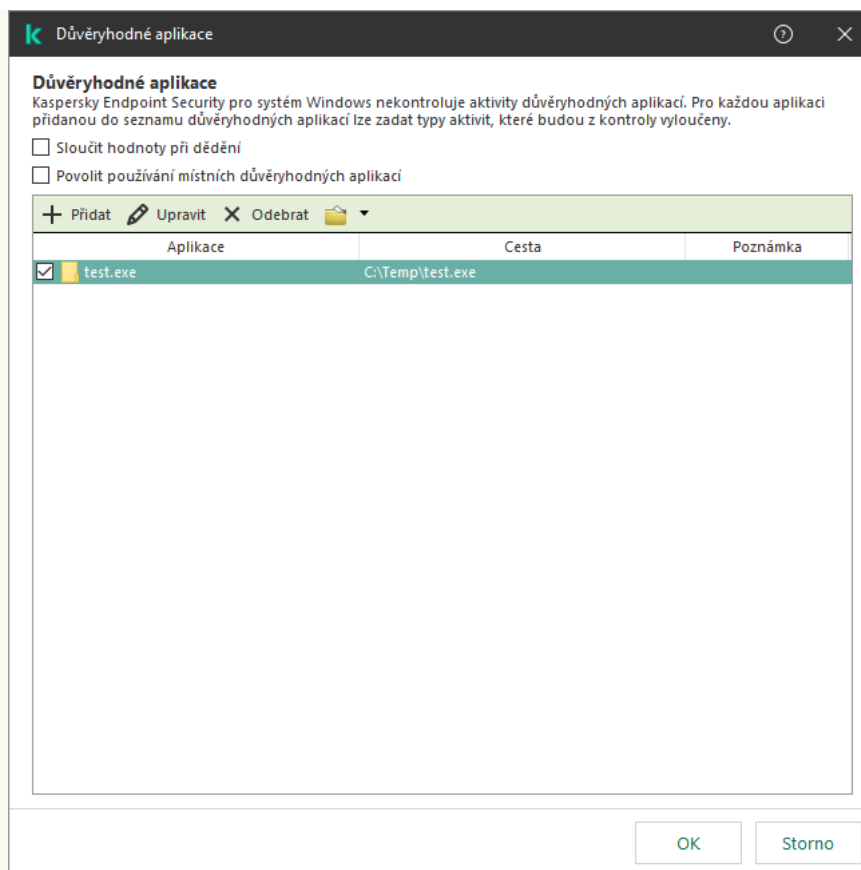 Důvěryhodné aplikace
Důvěryhodné aplikace
Kaspersky Endpoint Security pro systém Windows nekontroluje aktivity důvěryhodných aplikací. Pro každou aplikaci
přidanou do seznamu důvěryhodných aplikací lze zadat typy aktivit, které budou z kontroly vyloučeny.
Sloučit hodnoty při dědění
Povolit používání místních důvěryhodných aplikací
Přidat Upravit Odebrat
Aplikace Cesta Poznámka
test.exe C:\Temp\test.exe
OK Storno